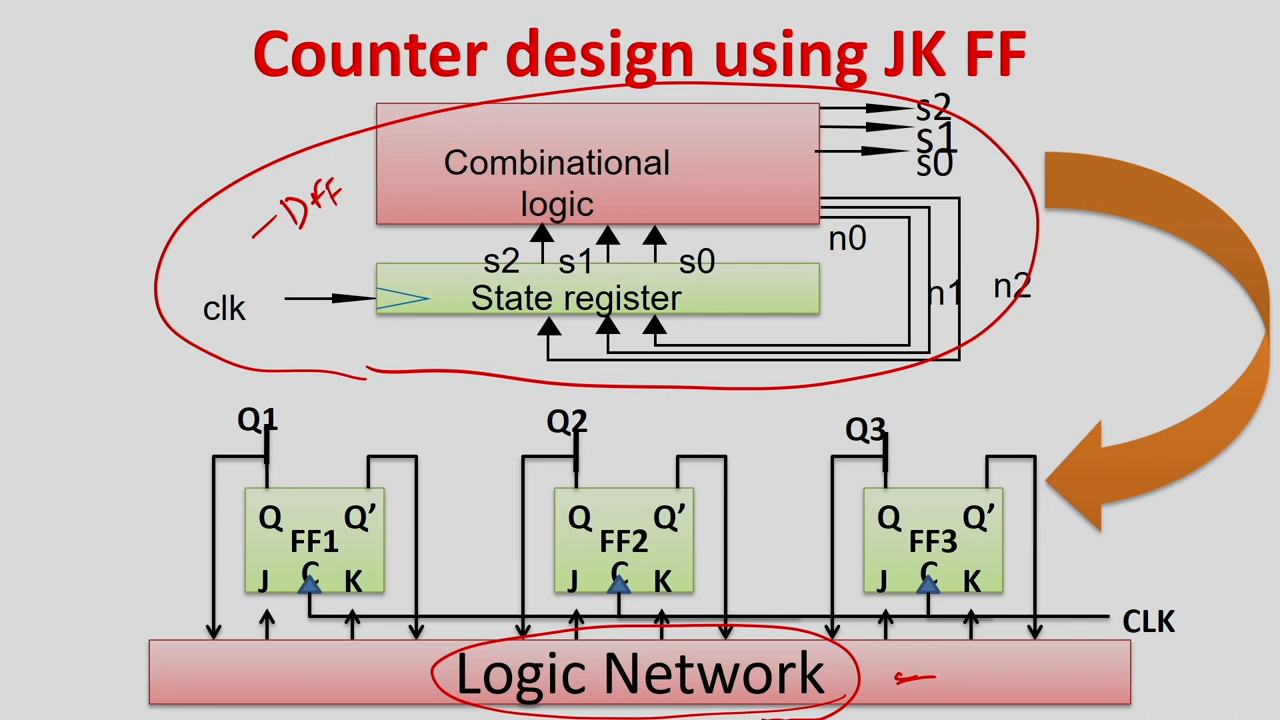 Counter design using JK FF
s2
s1
s0
Combinational
logic
- Dff
n0
s2 s1 s0
n1 n2
clk
State register
Q1 Q2 Q3
Q Q’ Q Q’ Q Q’
FF1 FF2 FF3
J C K J C K J C K
CLK
Logic Network